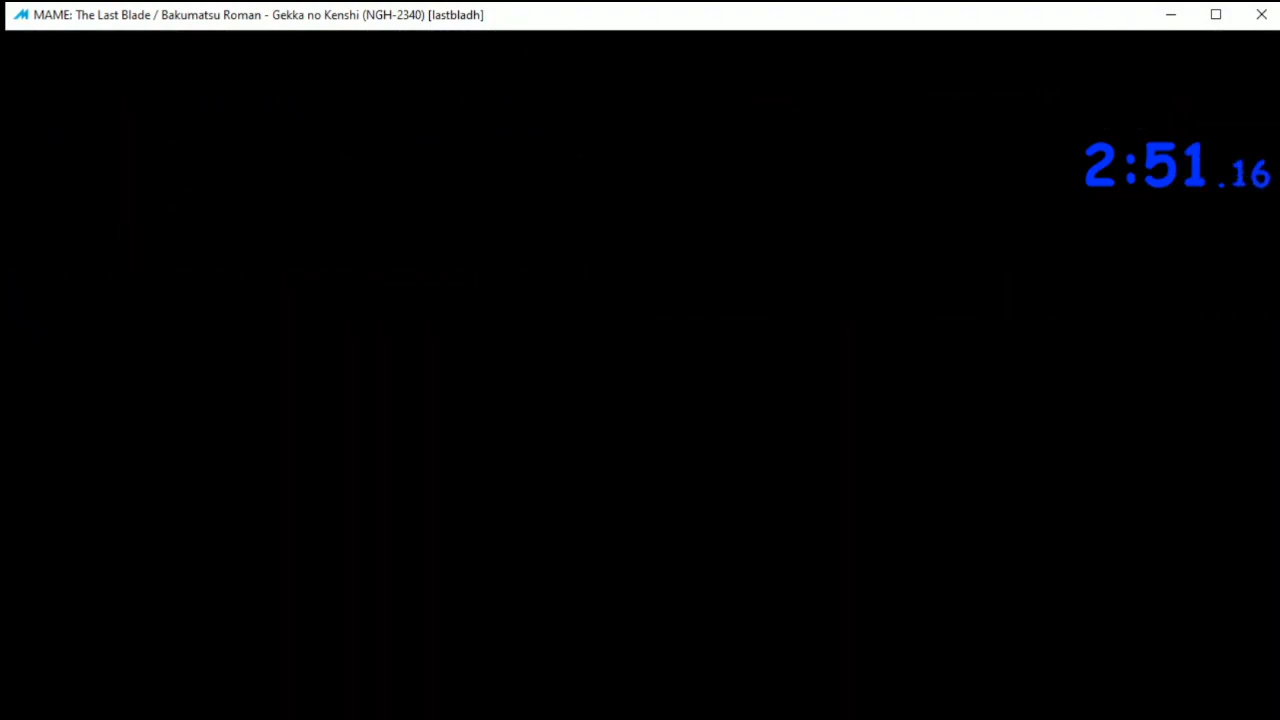 MAME: The Last Blade / Bakumatsu Roman - Gekka no Kenshi (NGH-2340) [lastbladh]
2:51.16